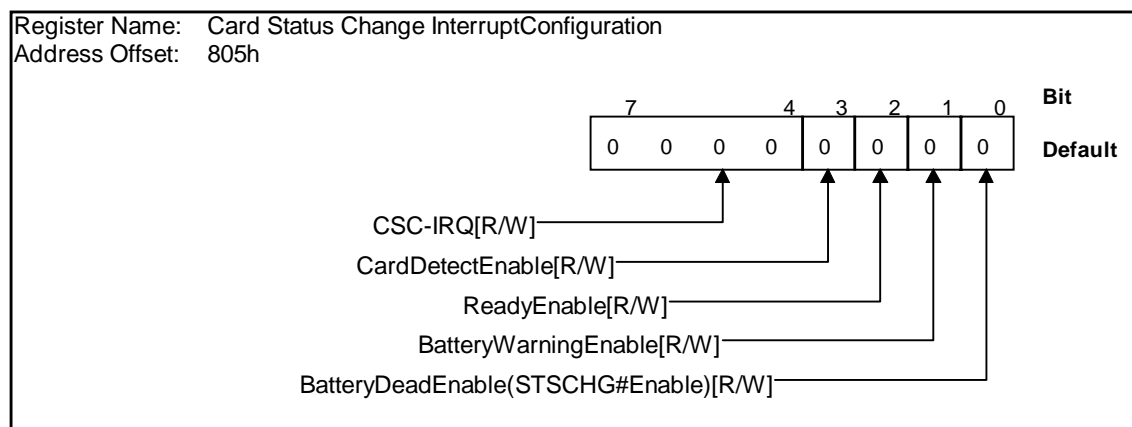 Register Name: Card Status Change InterruptConfiguration
Address Offset: 805h
7 4 3 2 1 0 Bit
0 0 0 0 0 0 0 0 Default
CSC-IRQ[R/W]
CardDetectEnable[R/W]
ReadyEnable[R/W]
BatteryWarningEnable[R/W]
BatteryDeadEnable(STSCHG#Enable)[R/W]